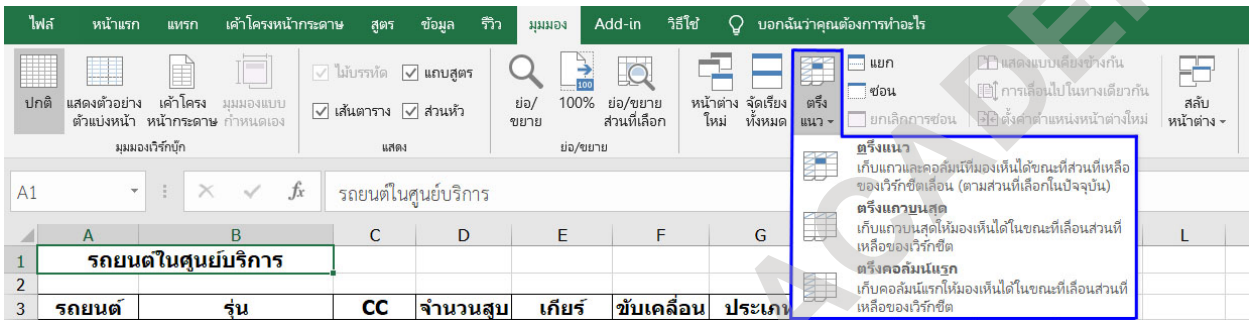 ไฟล์ หน้าแรก แทรก เค้าโครงหน้ากระดาษ สูตร ข้อมูล รีวิว มุมมอง Add-in วิธีใช้ บอกฉันว่าคุณต้องการทำอะไร
ปกติ
แสดงตัวอย่าง
ตัวแบ่งหน้า
เค้าโครง
หน้ากระดาษ
มุมมองแบบ
กำหนดเอง
มุมมองเวิร์กบุ๊ก
ไม้บรรทัด แถบสูตร
เส้นตาราง ส่วนหัว
แสดง
ย่อ/
ขยาย
100
100%
ย่อ/ขยาย
ส่วนที่เลือก
ย่อ/ขยาย
หน้าต่าง
ใหม่
จัดเรียง
ทั้งหมด
ตรึง
แนว
แยก
ซ่อน
ยกเลิกการซ่อน
แสดงแบบเคียงข้างกัน
การเลื่อนไปในทางเดียวกัน
ตั้งค่าตำแหน่งหน้าต่างใหม่
สลับ
หน้าต่าง
ตรึงแนว
เก็บแถวและคอลัมน์ที่มองเห็นได้ขณะที่ส่วนที่เหลือ
ของเวิร์กชีตเลื่อน (ตามส่วนที่เลือกในปัจจุบัน)
ตรึงแถวบนสุด
เก็บแถวบนสุดให้มองเห็นได้ในขณะที่เลื่อนส่วนที่
เหลือของเวิร์กชีต
ตรึงคอลัมน์แรก
เก็บคอลัมน์แรกให้มองเห็นได้ในขณะที่เลื่อนส่วนที่
เหลือของเวิร์กชีต
A1 fx รถยนต์ในศูนย์บริการ
A B C D E F G L
1 รถยนต์ในศูนย์บริการ
2
3 รถยนต์ รุ่น CC จำนวนสูบ เกียร์ ขับเคลื่อน ประเภท